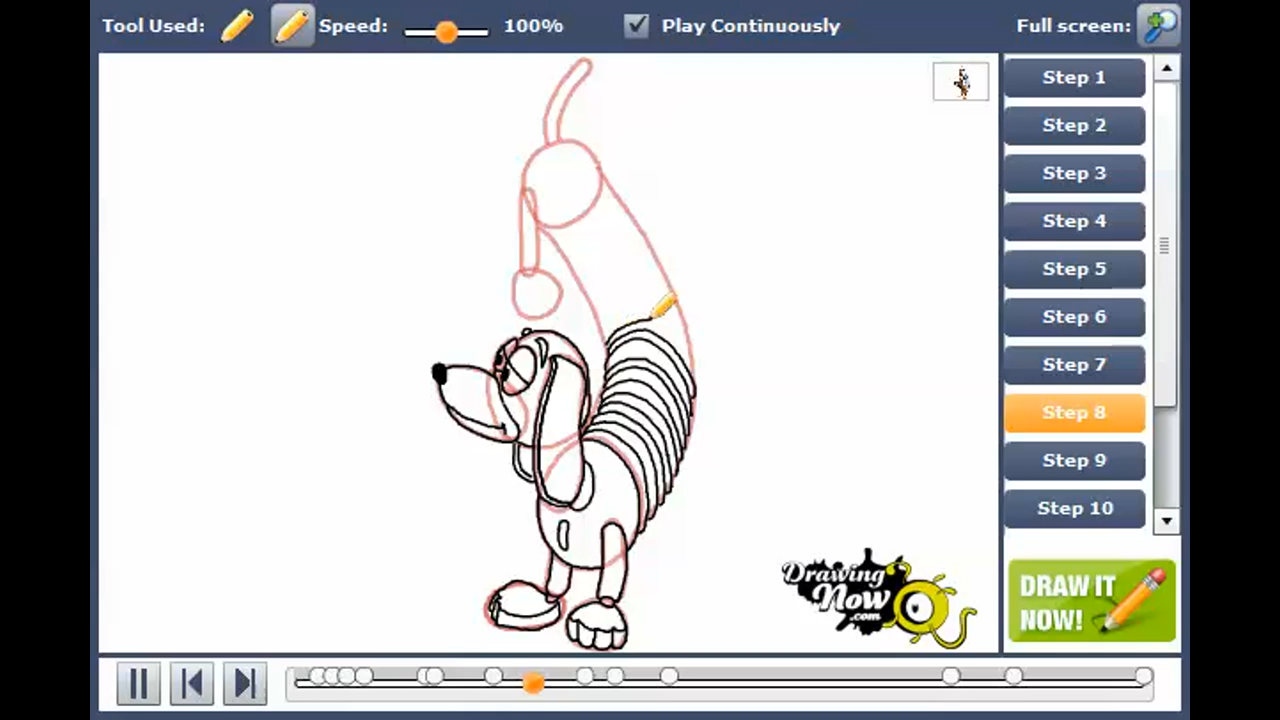 Tool Used:
Speed:
100%
Play Continuously
Full screen:
Step 1
Step 2
Step 3
Step 4
Step 5
Step 6
Step 7
Step 8
Step 9
Step 10
Drawing
Now
.com
DRAW IT
NOW!